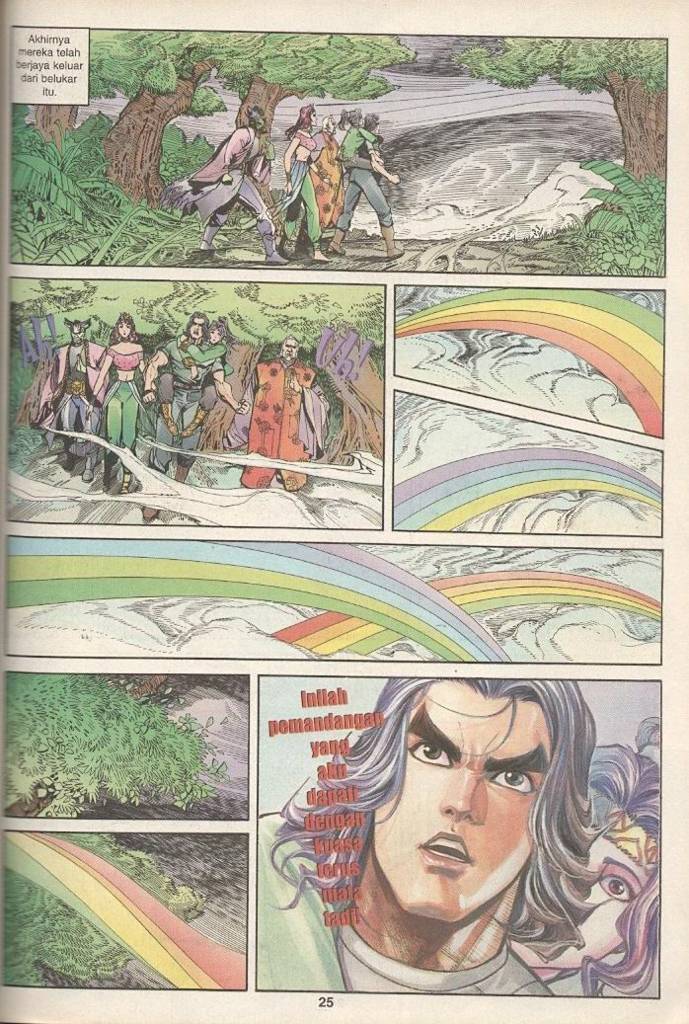 Akhirnya
mereka telah
berjaya keluar
dari belukar
itu.
Ah!
Uh!
Inilah
pemandangan
yang
aku
dapati
dengan
kuasa
terus
mata
tadi
25